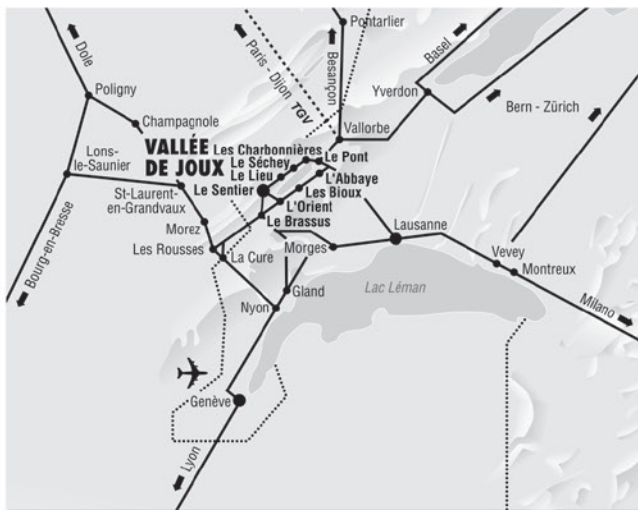 Pontarlier
Dole
Paris - Dijon TGV
Besançon
Basel
Poligny
Yverdon
Bern - Zürich
Champagnole
Vallorbe
VALLÉE
DE JOUX
Les Charbonnières
Le Pont
Lons-
le-Saunier
Le Séchey
Le Lieu
L'Abbaye
St-Laurent
en-Grandvaux
Le Sentier
Les Bioux
L'Orient
Le Brassus
Morez
Lausanne
Bourg-en-Bresse
Les Rousses
La Cure
Morges
Vevey
Montreux
Gland
Lac Léman
Nyon
Milano
Genève
Lyon